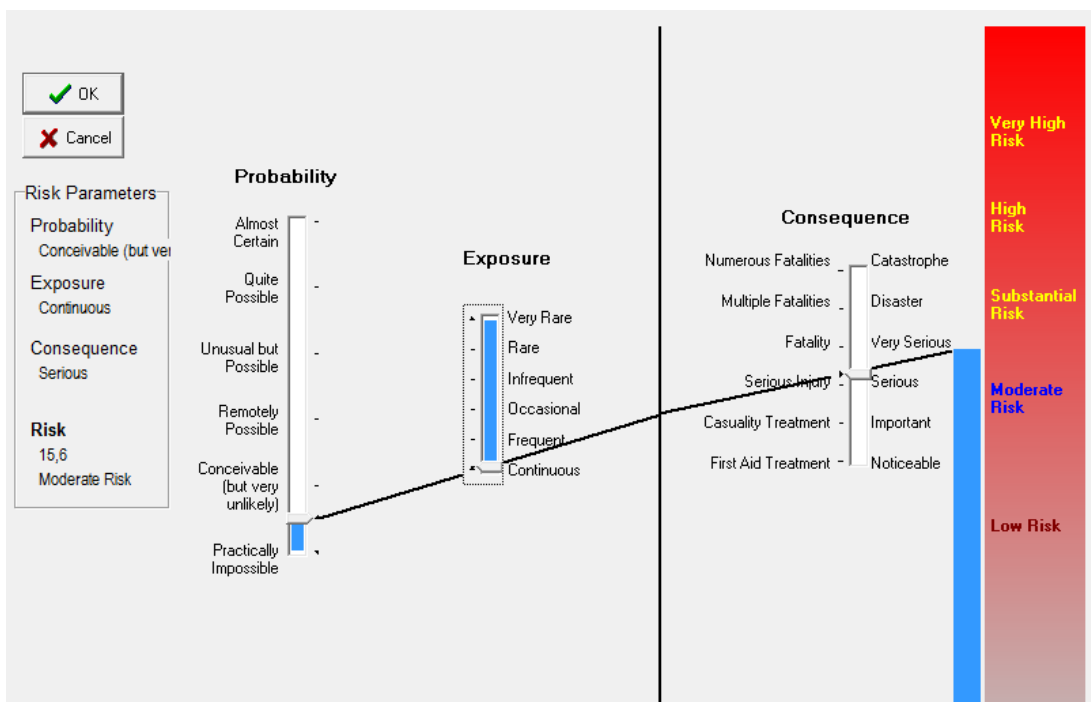 OK
Cancel
Risk Parameters
Probability
Conceivable (but ver
Exposure
Continuous
Consequence
Serious
Risk
15,6
Moderate Risk
Probability
Almost
Certain
Quite
Possible
Unusual but
Possible
Remotely
Possible
Conceivable
(but very
unlikely)
Practically
Impossible
Exposure
Very Rare
Rare
Infrequent
Occasional
Frequent
Continuous
Consequence
Numerous Fatalities
Catastrophe
Multiple Fatalities
Disaster
Fatality
Very Serious
Serious Injury
Serious
Casuality Treatment
Important
First Aid Treatment
Noticeable
Very High
Risk
High
Risk
Substantial
Risk
Moderate
Risk
Low Risk